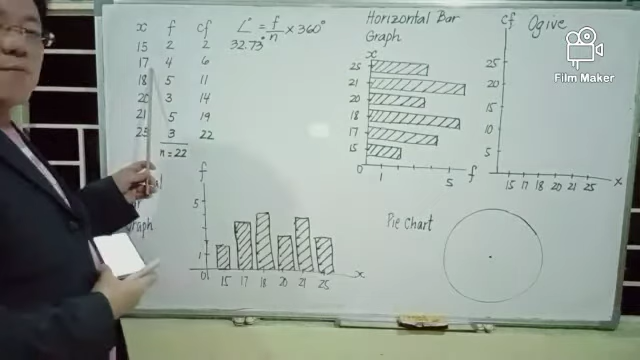 x f cf
15 2 2
17 4 6
18 5 11
20 3 14
21 5 19
25 3 22
n = 22
L° = f/n × 360°
32.73°
Horizontal Bar
Graph
x
25
21
20
18
17
15
0 1 5 f
cf Ogive
25
20
15
10
5
15 17 18 20 21 25 x
Film Maker
f
5
1
0 15 17 18 20 21 25 x
Pie Chart